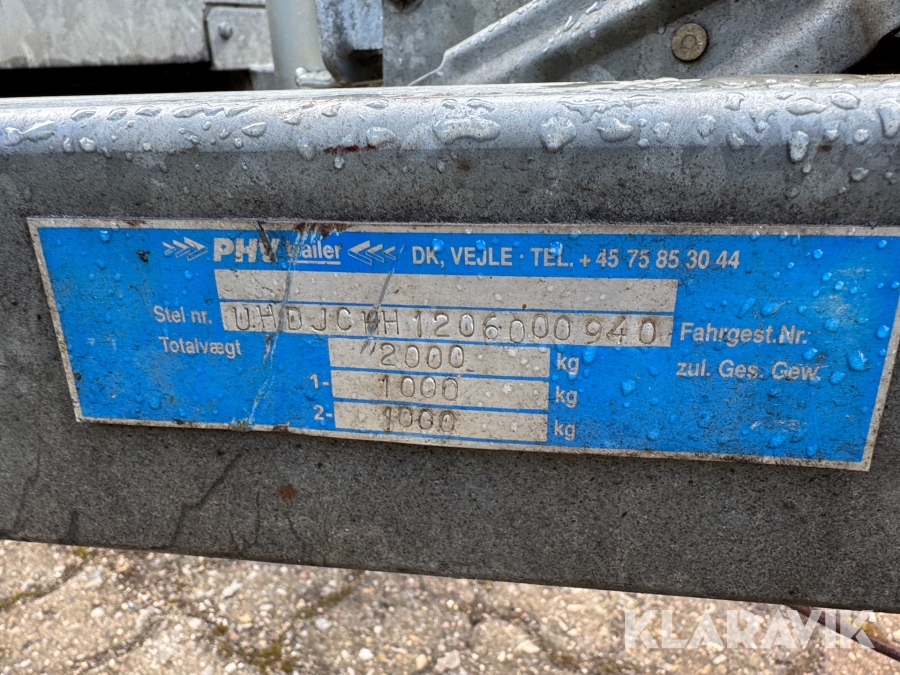 >>> PHV trailer <<< DK, VEJLE · TEL. + 45 75 85 30 44
Stel nr. Fahrgest.Nr.
Totalvægt 2000 kg zul. Ges. Gew.
1- 1000 kg
2- 1000 kg
KLARAVIK